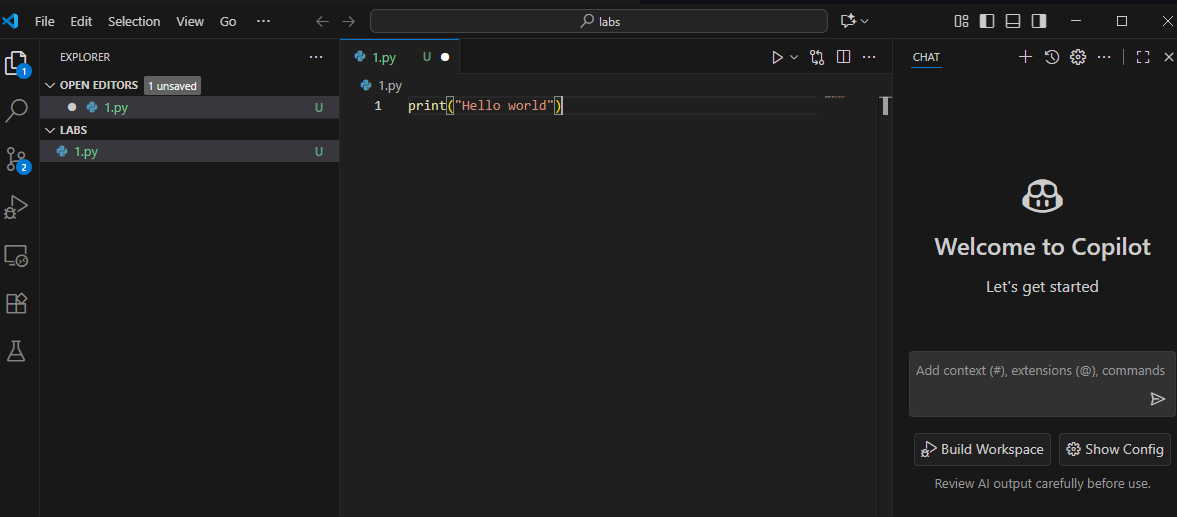 File Edit Selection View Go ··· labs
EXPLORER ···
OPEN EDITORS 1 unsaved
1.py U
LABS
1.py U
1.py U
1.py
1 print("Hello world")
CHAT
Welcome to Copilot
Let's get started
Add context (#), extensions (@), commands
Build Workspace Show Config
Review AI output carefully before use.
1
2